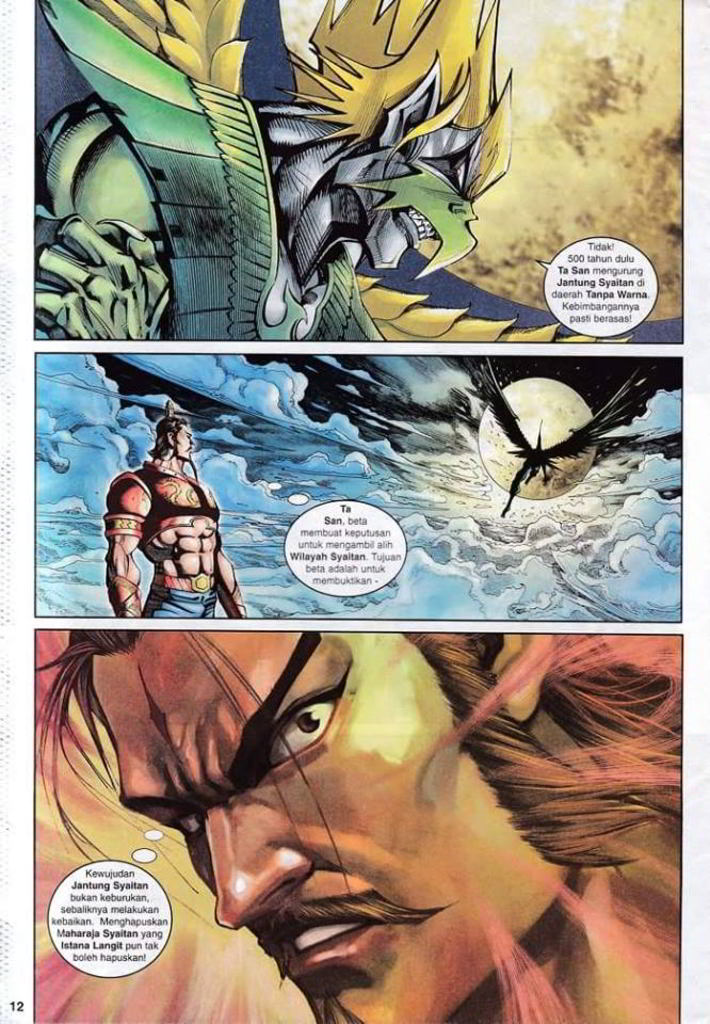 Tidak!
500 tahun dulu
Ta San mengurung
Jantung Syaitan di
daerah Tanpa Warna.
Kebimbangannya
pasti berasas!
Ta
San, beta
membuat keputusan
untuk mengambil alih
Wilayah Syaitan. Tujuan
beta adalah untuk
membuktikan -
Kewujudan
Jantung Syaitan
bukan keburukan,
sebaliknya melakukan
kebaikan. Menghapuskan
Maharaja Syaitan yang
Istana Langit pun tak
boleh hapuskan!
12